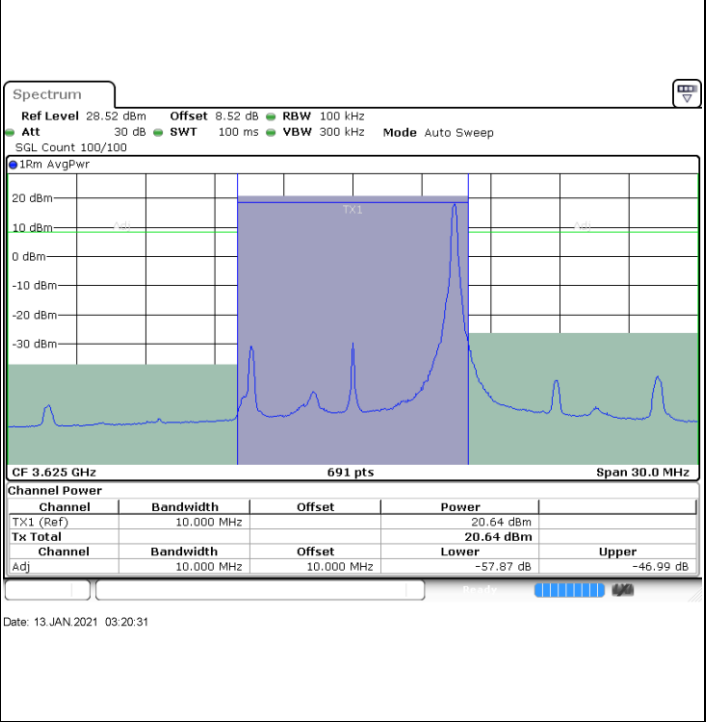 Spectrum
Ref Level 28.52 dBm Offset 8.52 dB RBW 100 kHz
Att 30 dB SWT 100 ms VBW 300 kHz Mode Auto Sweep
SGL Count 100/100
1Rm AvgPwr
20 dBm
TX1
10 dBm Adj Adj
0 dBm
-10 dBm
-20 dBm
-30 dBm
CF 3.625 GHz 691 pts Span 30.0 MHz
Channel Power
Channel Bandwidth Offset Power
TX1 (Ref) 10.000 MHz 20.64 dBm
Tx Total 20.64 dBm
Channel Bandwidth Offset Lower Upper
Adj 10.000 MHz 10.000 MHz -57.87 dB -46.99 dB
Ready
Date: 13.JAN.2021 03:20:31